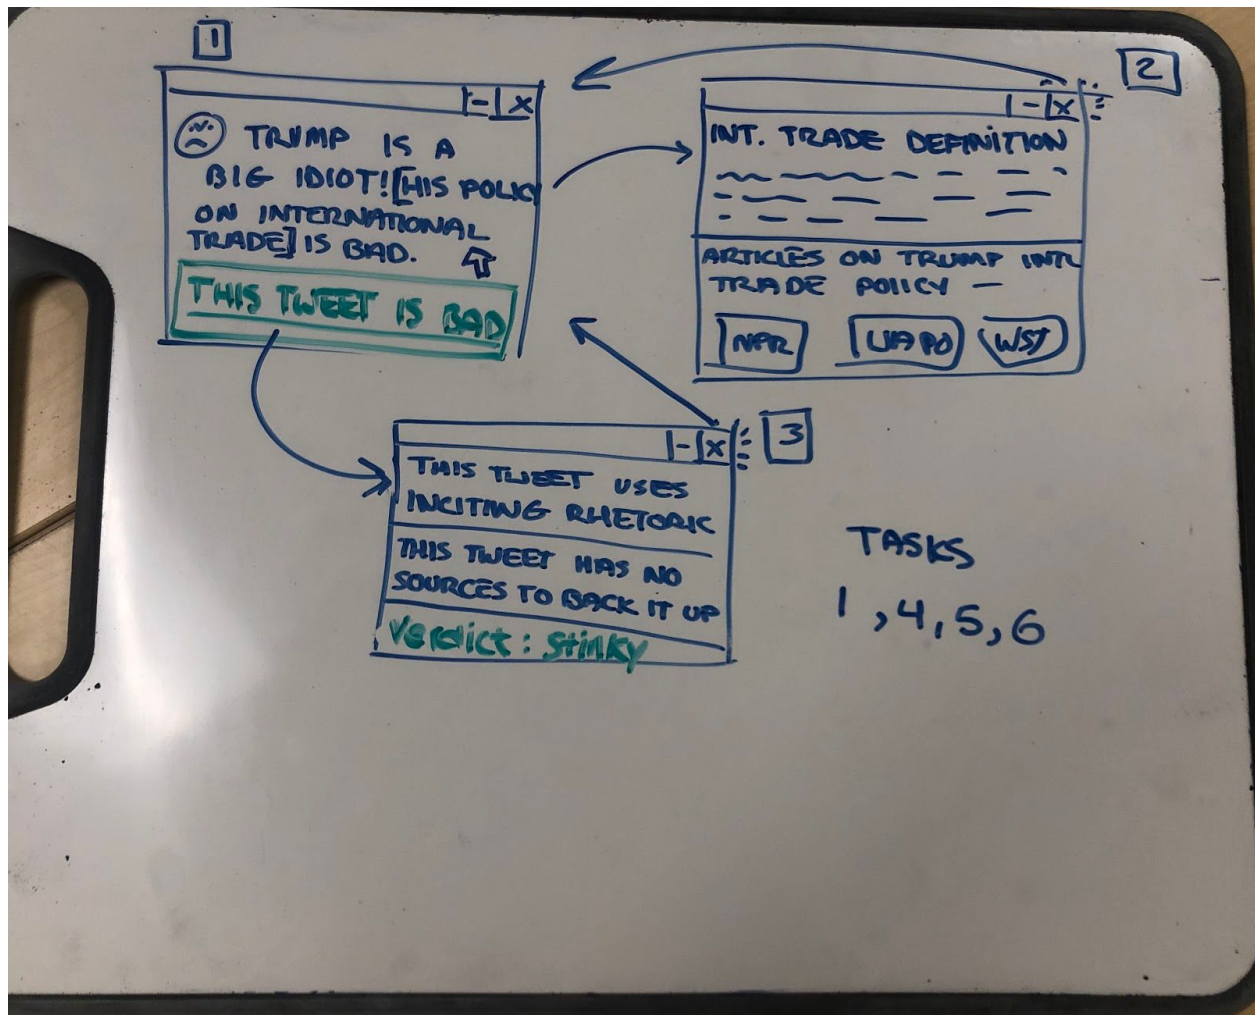 1
|-|X
TRUMP IS A
BIG IDIOT! [HIS POLICY
ON INTERNATIONAL
TRADE] IS BAD.
THIS TWEET IS BAD
2
|-|X
INT. TRADE DEFINITION
ARTICLES ON TRUMP INTL
TRADE POLICY —
NPR WAPO WSJ
3
|-|X
THIS TWEET USES
INCITING RHETORIC
THIS TWEET HAS NO
SOURCES TO BACK IT UP
Verdict: Stinky
TASKS
1, 4, 5, 6